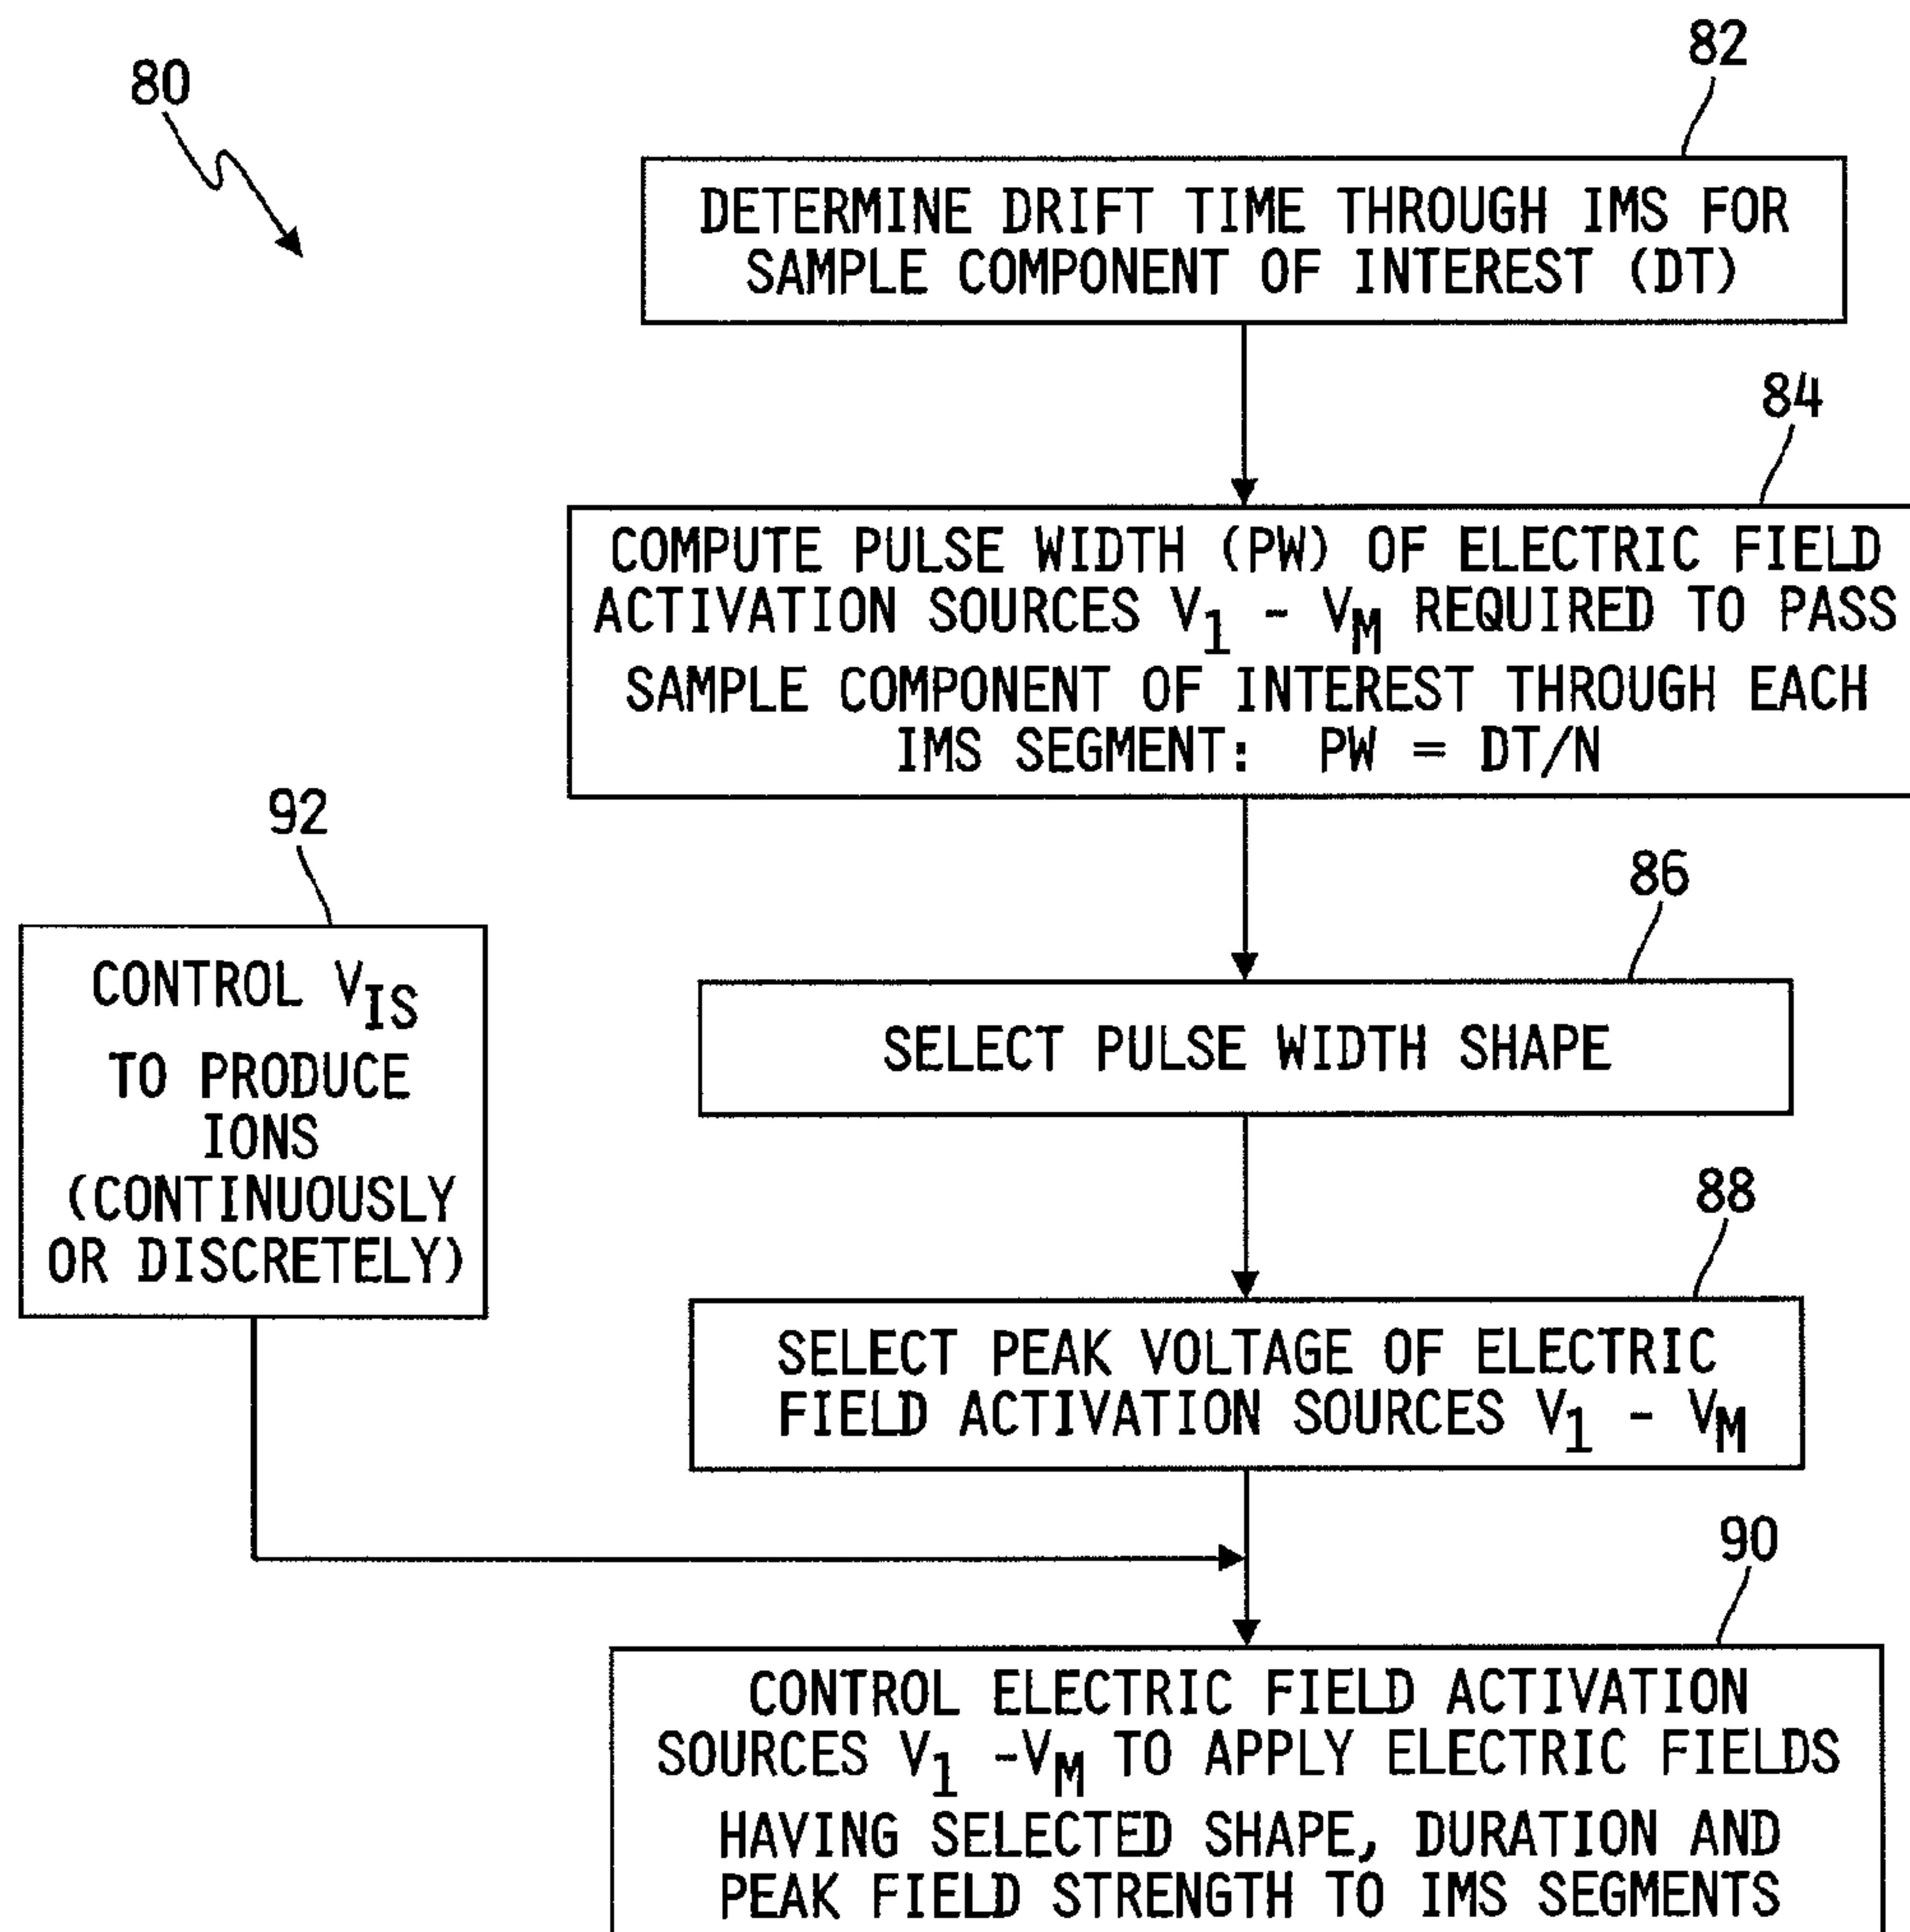 80
82
DETERMINE DRIFT TIME THROUGH IMS FOR
SAMPLE COMPONENT OF INTEREST (DT)
84
COMPUTE PULSE WIDTH (PW) OF ELECTRIC FIELD
ACTIVATION SOURCES V1 - VM REQUIRED TO PASS
SAMPLE COMPONENT OF INTEREST THROUGH EACH
IMS SEGMENT: PW = DT/N
86
SELECT PULSE WIDTH SHAPE
92
CONTROL VIS
TO PRODUCE
IONS
(CONTINUOUSLY
OR DISCRETELY)
88
SELECT PEAK VOLTAGE OF ELECTRIC
FIELD ACTIVATION SOURCES V1 - VM
90
CONTROL ELECTRIC FIELD ACTIVATION
SOURCES V1 -VM TO APPLY ELECTRIC FIELDS
HAVING SELECTED SHAPE, DURATION AND
PEAK FIELD STRENGTH TO IMS SEGMENTS